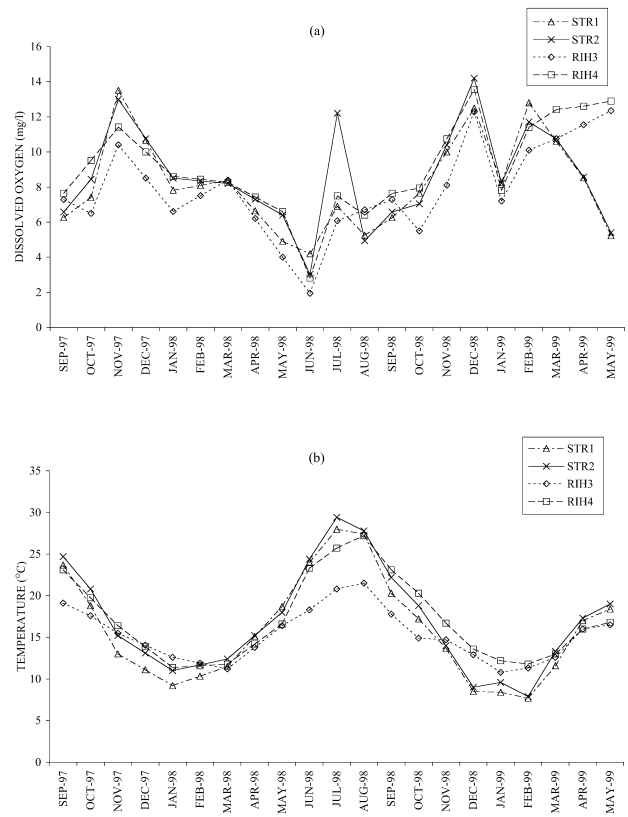 (a)
STR1
STR2
RIH3
RIH4
DISSOLVED OXYGEN (mg/l)
16
14
12
10
8
6
4
2
0
SEP-97
OCT-97
NOV-97
DEC-97
JAN-98
FEB-98
MAR-98
APR-98
MAY-98
JUN-98
JUL-98
AUG-98
SEP-98
OCT-98
NOV-98
DEC-98
JAN-99
FEB-99
MAR-99
APR-99
MAY-99
(b)
STR1
STR2
RIH3
RIH4
TEMPERATURE (°C)
35
30
25
20
15
10
5
0
SEP-97
OCT-97
NOV-97
DEC-97
JAN-98
FEB-98
MAR-98
APR-98
MAY-98
JUN-98
JUL-98
AUG-98
SEP-98
OCT-98
NOV-98
DEC-98
JAN-99
FEB-99
MAR-99
APR-99
MAY-99